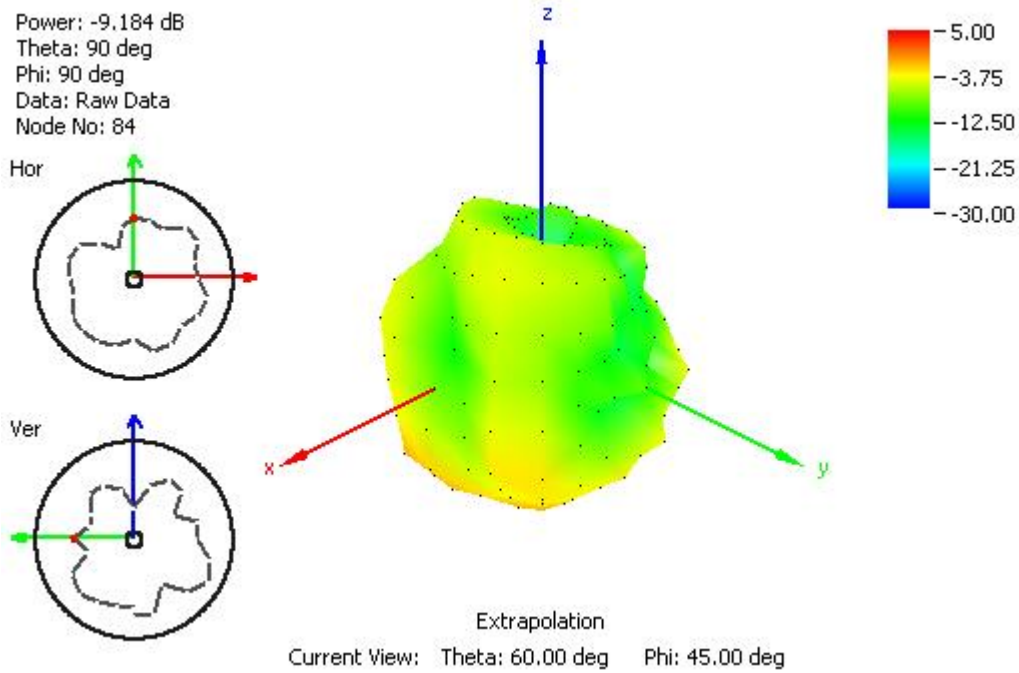 Power: -9.184 dB
Theta: 90 deg
Phi: 90 deg
Data: Raw Data
Node No: 84
Hor
Ver
z
x
y
5.00
-3.75
-12.50
-21.25
-30.00
Extrapolation
Current View: Theta: 60.00 deg Phi: 45.00 deg